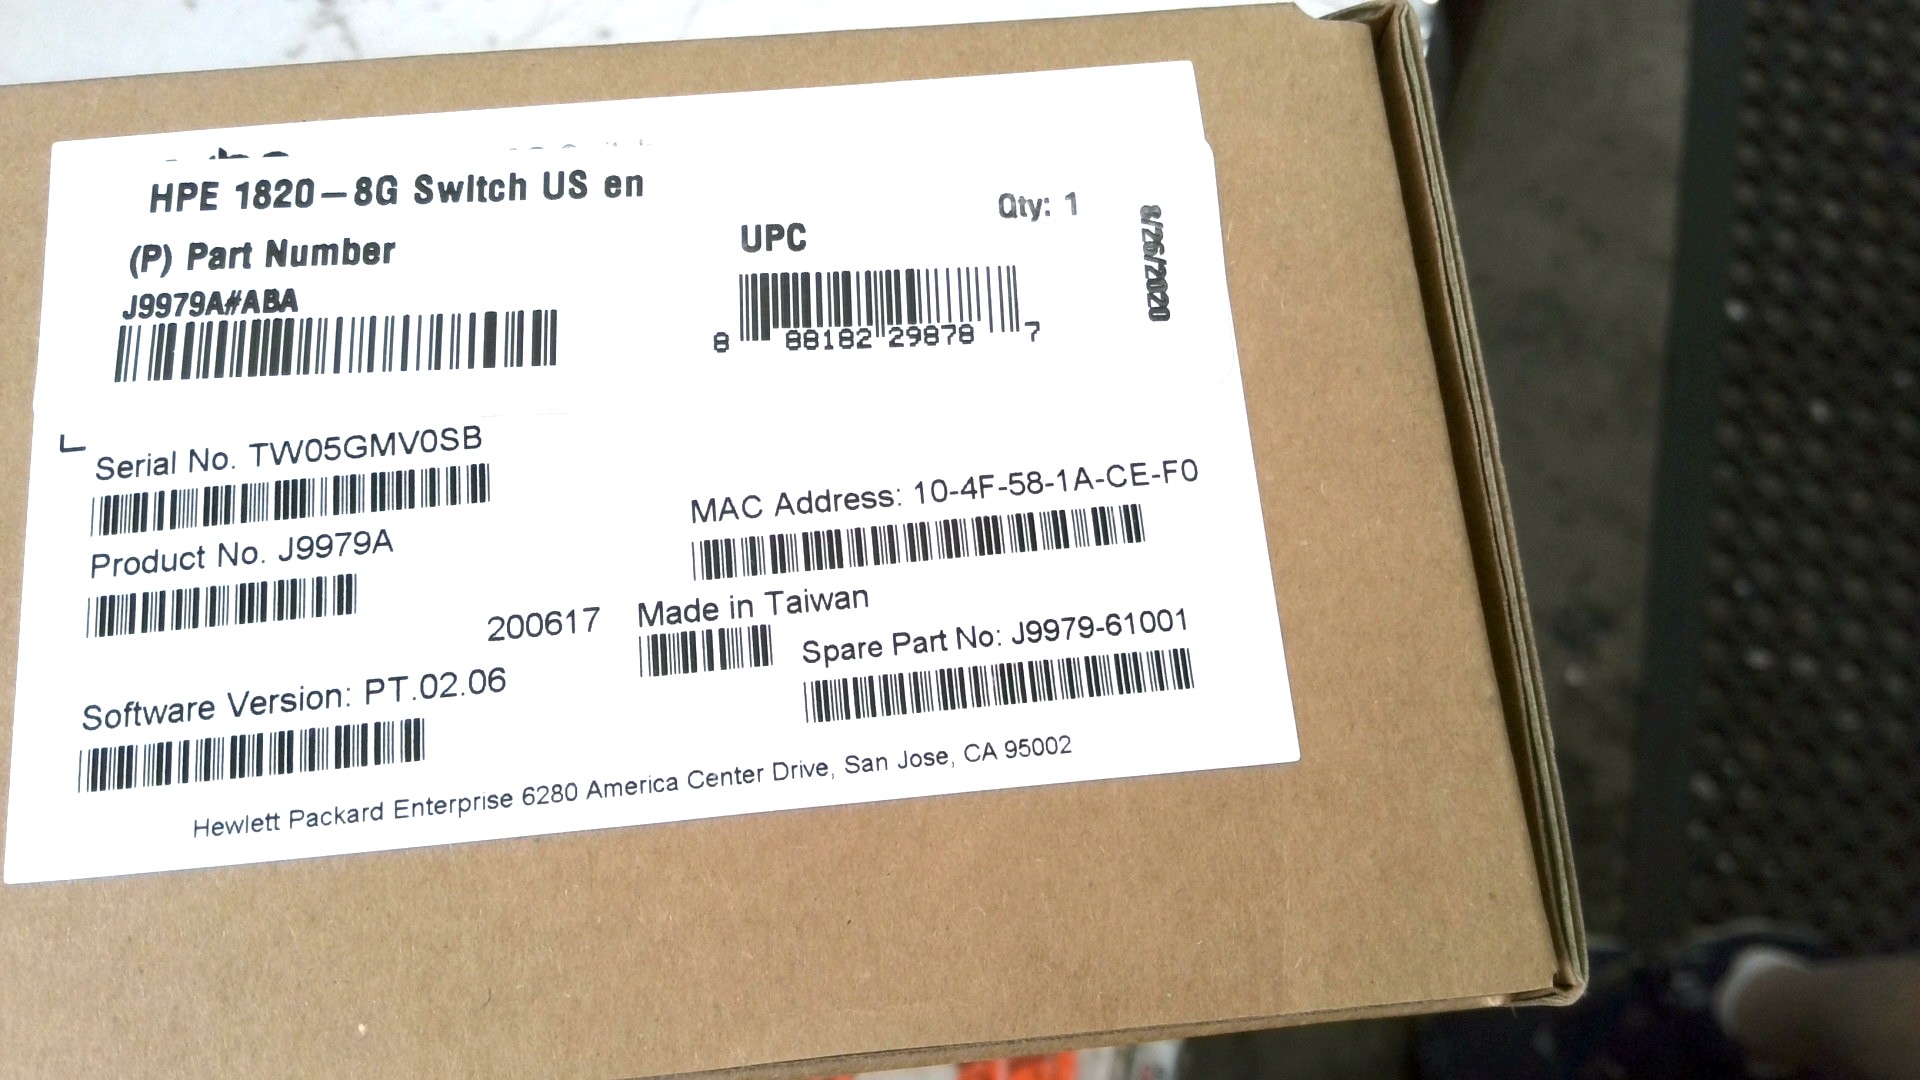 HPE 1820-8G Switch US en
Qty: 1
8/26/2020
(P) Part Number
UPC
J9979A#ABA
8 88182 29878 7
Serial No. TW05GMV0SB
MAC Address: 10-4F-58-1A-CE-F0
Product No. J9979A
200617 Made in Taiwan
Spare Part No: J9979-61001
Software Version: PT.02.06
Hewlett Packard Enterprise 6280 America Center Drive, San Jose, CA 95002